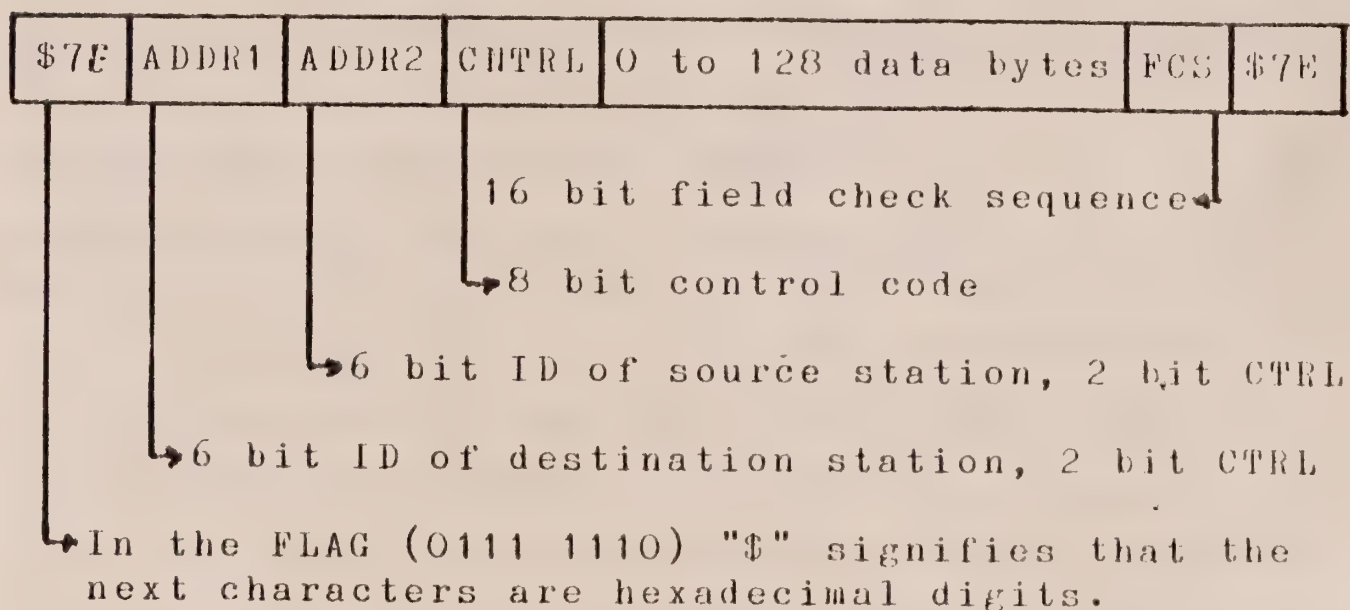 $7E ADDR1 ADDR2 CNTRL 0 to 128 data bytes FCS $7E
16 bit field check sequence
8 bit control code
6 bit ID of source station, 2 bit CTRL
6 bit ID of destination station, 2 bit CTRL
In the FLAG (0111 1110) "$" signifies that the
next characters are hexadecimal digits.